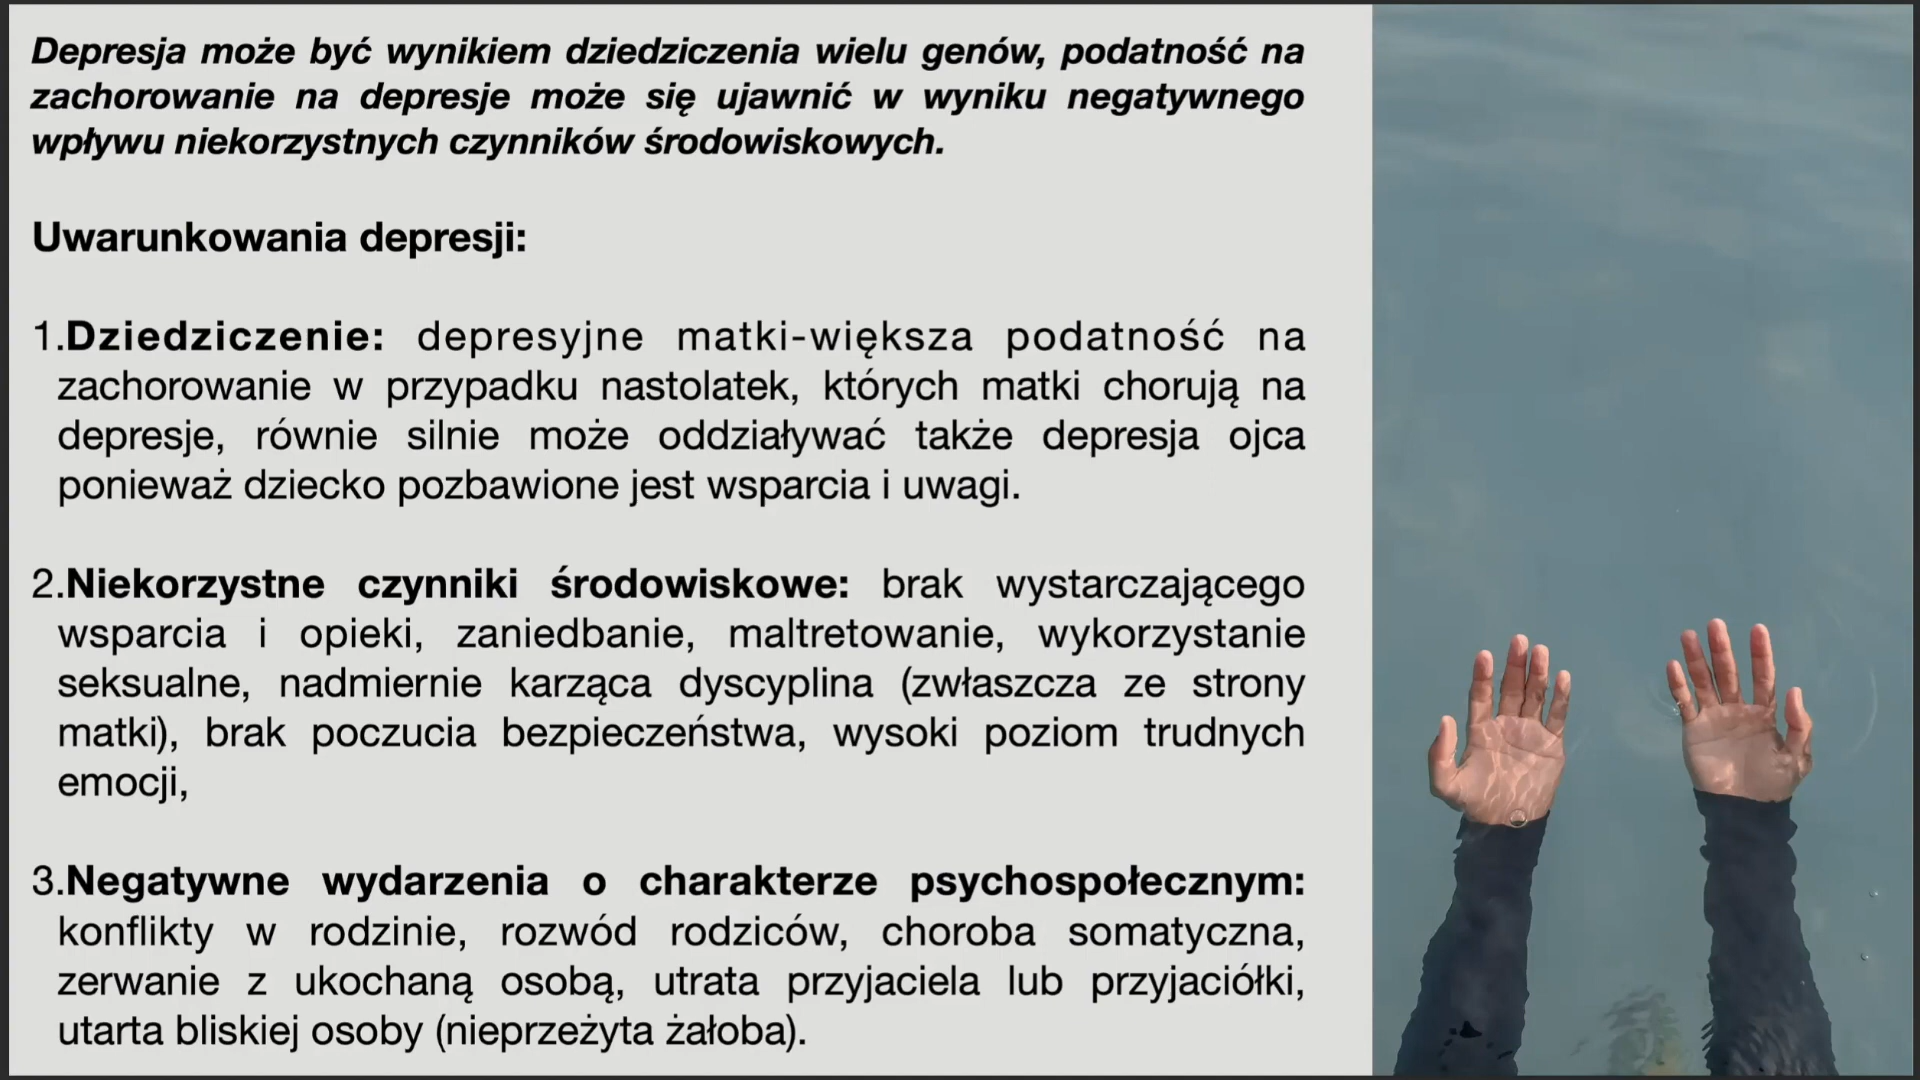 Depresja może być wynikiem dziedziczenia wielu genów, podatność na
zachorowanie na depresje może się ujawnić w wyniku negatywnego
wpływu niekorzystnych czynników środowiskowych.
Uwarunkowania depresji:
1.Dziedziczenie: depresyjne matki-większa podatność na
zachorowanie w przypadku nastolatek, których matki chorują na
depresje, równie silnie może oddziaływać także depresja ojca
ponieważ dziecko pozbawione jest wsparcia i uwagi.
2.Niekorzystne czynniki środowiskowe: brak wystarczającego
wsparcia i opieki, zaniedbanie, maltretowanie, wykorzystanie
seksualne, nadmiernie karząca dyscyplina (zwłaszcza ze strony
matki), brak poczucia bezpieczeństwa, wysoki poziom trudnych
emocji,
3.Negatywne wydarzenia o charakterze psychospołecznym:
konflikty w rodzinie, rozwód rodziców, choroba somatyczna,
zerwanie z ukochaną osobą, utrata przyjaciela lub przyjaciółki,
utarta bliskiej osoby (nieprzeżyta żałoba).